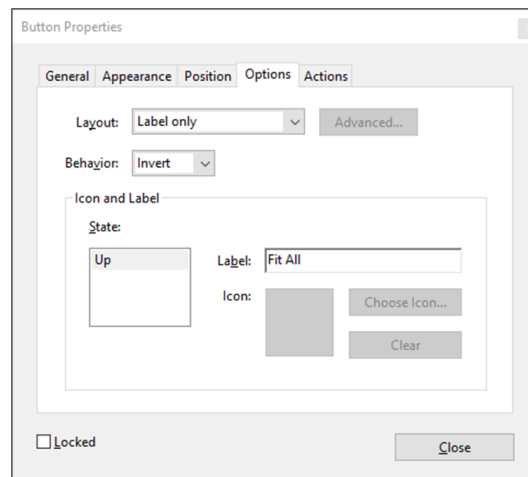 Button Properties
General Appearance Position Options Actions
Layout: Label only Advanced...
Behavior: Invert
Icon and Label
State:
Up Label: Fit All
Icon: Choose Icon...
Clear
Locked Close